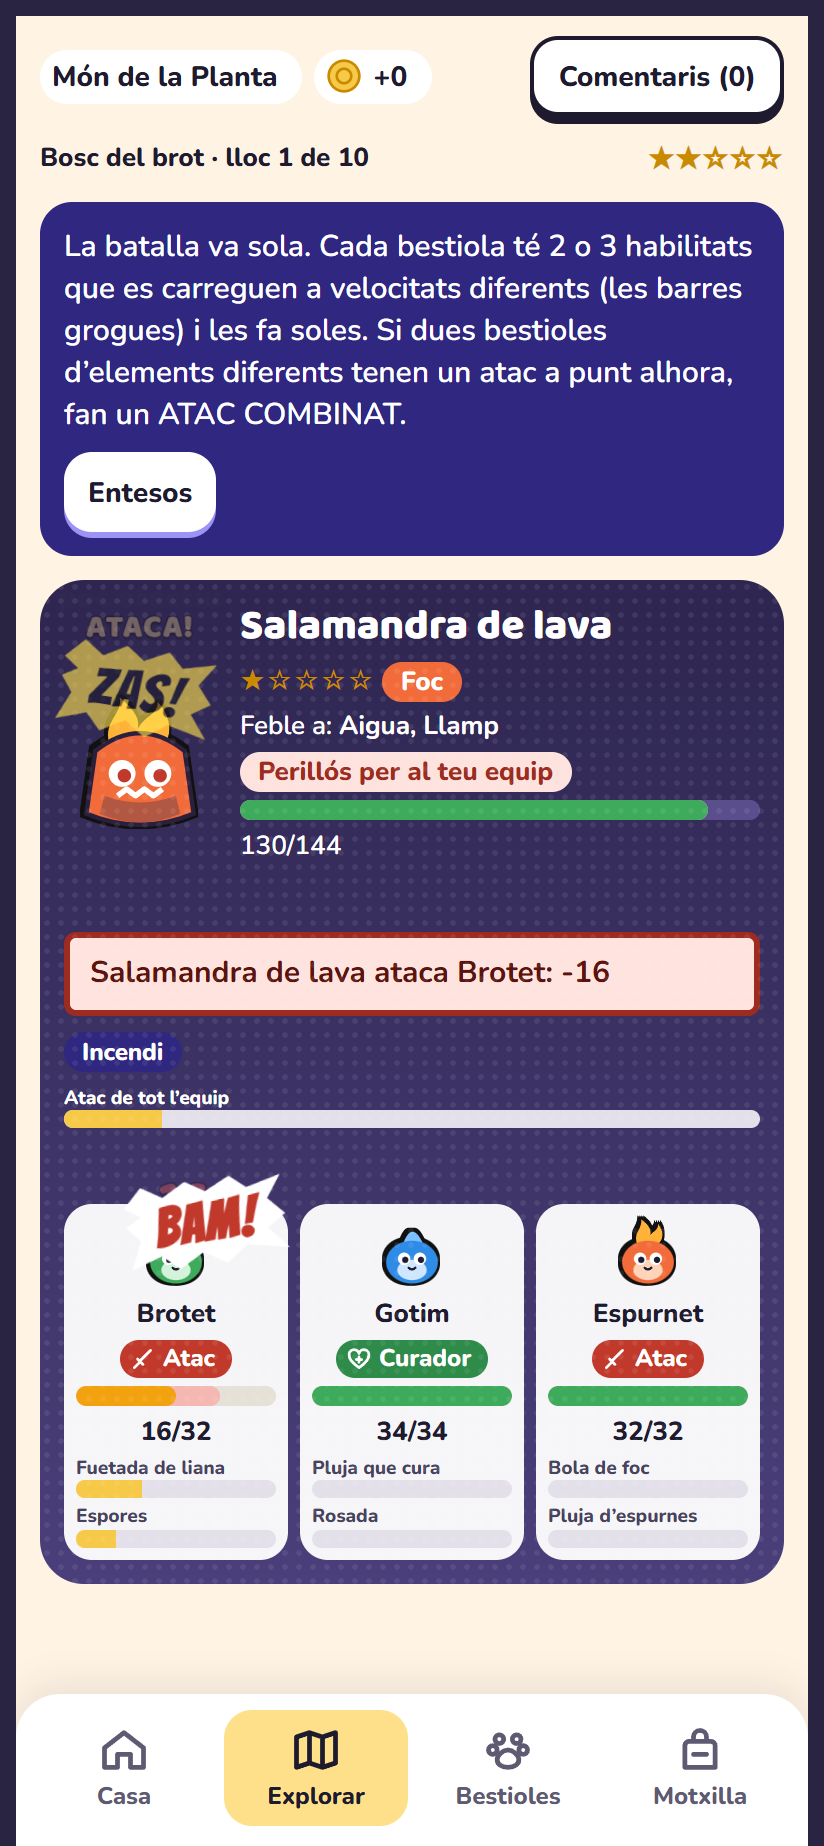 Món de la Planta
+0
Comentaris (0)
Bosc del brot · lloc 1 de 10
La batalla va sola. Cada bestiola té 2 o 3 habilitats
que es carreguen a velocitats diferents (les barres
grogues) i les fa soles. Si dues bestioles
d’elements diferents tenen un atac a punt alhora,
fan un ATAC COMBINAT.
Entesos
ATACA!
ZAS!
Salamandra de lava
Foc
Feble a: Aigua, Llamp
Perillós per al teu equip
130/144
Salamandra de lava ataca Brotet: -16
Incendi
Atac de tot l’equip
BAM!
Brotet
Atac
16/32
Fuetada de liana
Espores
Gotim
Curador
34/34
Pluja que cura
Rosada
Espurnet
Atac
32/32
Bola de foc
Pluja d’espurnes
Casa
Explorar
Bestioles
Motxilla